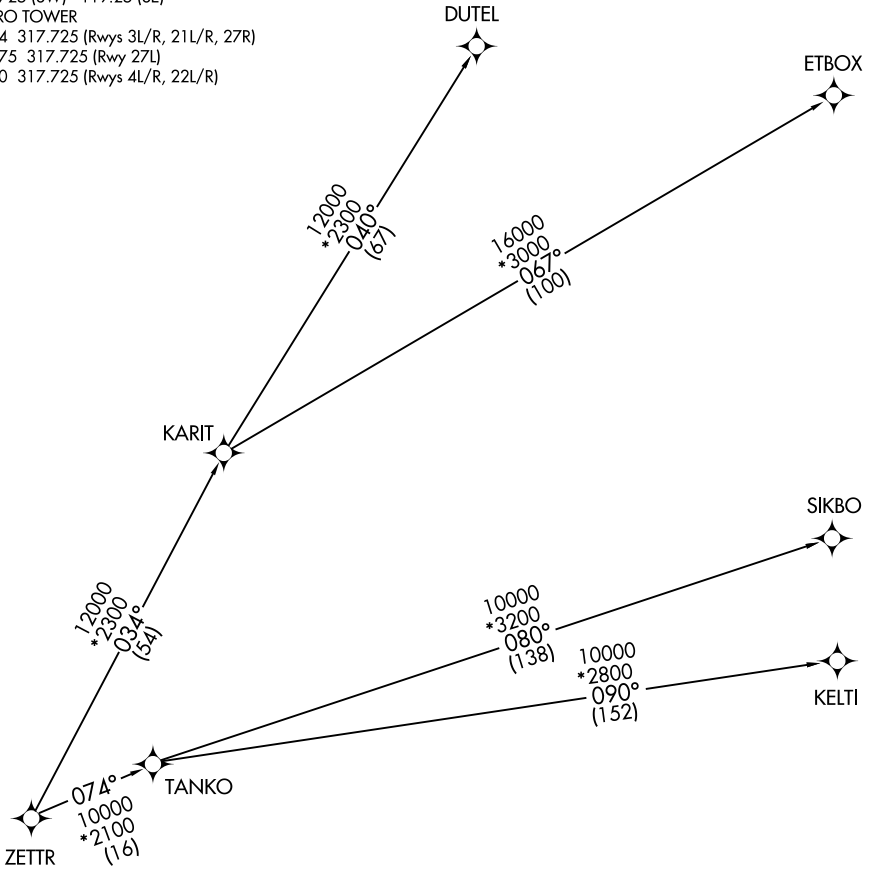 RO TOWER
4 317.725 (Rwys 3L/R, 21L/R, 27R)
75 317.725 (Rwy 27L)
0 317.725 (Rwys 4L/R, 22L/R)
DUTEL
ETBOX
12000
*2300
040°
(67)
16000
*3000
067°
(100)
KARIT
SIKBO
12000
*2300
034°
(54)
10000
*3200
080°
(138)
10000
*2800
090°
(152)
KELTI
TANKO
074°
10000
*2100
(16)
ZETTR